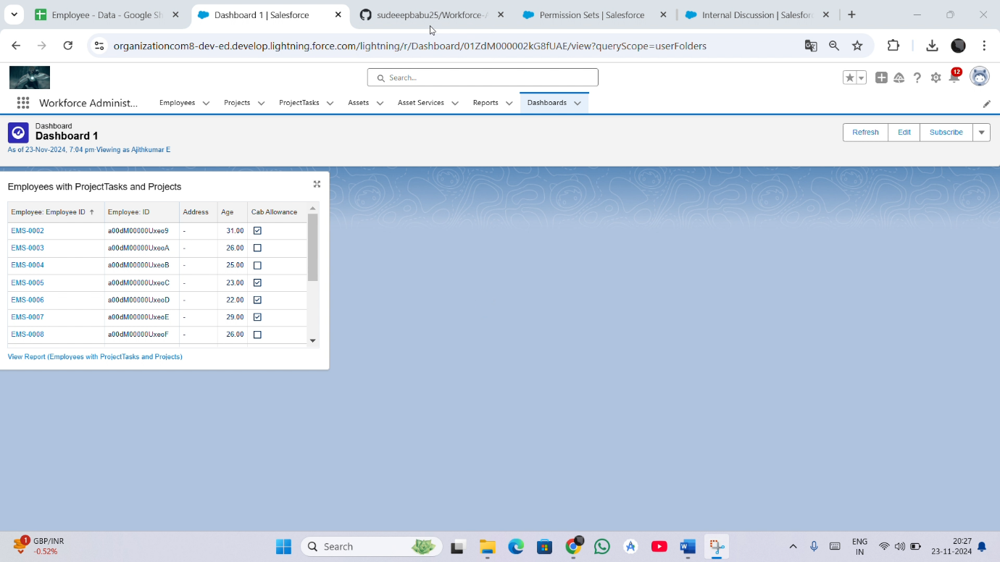 Employee - Data - Google Sh
Dashboard 1 | Salesforce
sudeeepbabu25/Workforce-A
Permission Sets | Salesforce
Internal Discussion | Salesforc
organizationcom8-dev-ed.develop.lightning.force.com/lightning/r/Dashboard/01ZdM000002kG8fUAE/view?queryScope=userFolders
Search...
12
Workforce Administ...
Employees
Projects
ProjectTasks
Assets
Asset Services
Reports
Dashboards
Dashboard
Dashboard 1
As of 23-Nov-2024, 7:04 pm·Viewing as Ajithkumar E
Refresh
Edit
Subscribe
Employees with ProjectTasks and Projects
Employee: Employee ID ↑ Employee: ID Address Age Cab Allowance
EMS-0002 a00dM00000Uxeo9 - 31.00
EMS-0003 a00dM00000UxeoA - 26.00
EMS-0004 a00dM00000UxeoB - 25.00
EMS-0005 a00dM00000UxeoC - 23.00
EMS-0006 a00dM00000UxeoD - 22.00
EMS-0007 a00dM00000UxeoE - 29.00
EMS-0008 a00dM00000UxeoF - 26.00
View Report (Employees with ProjectTasks and Projects)
1
GBP/INR
-0.52%
Search
ENG
IN
20:27
23-11-2024